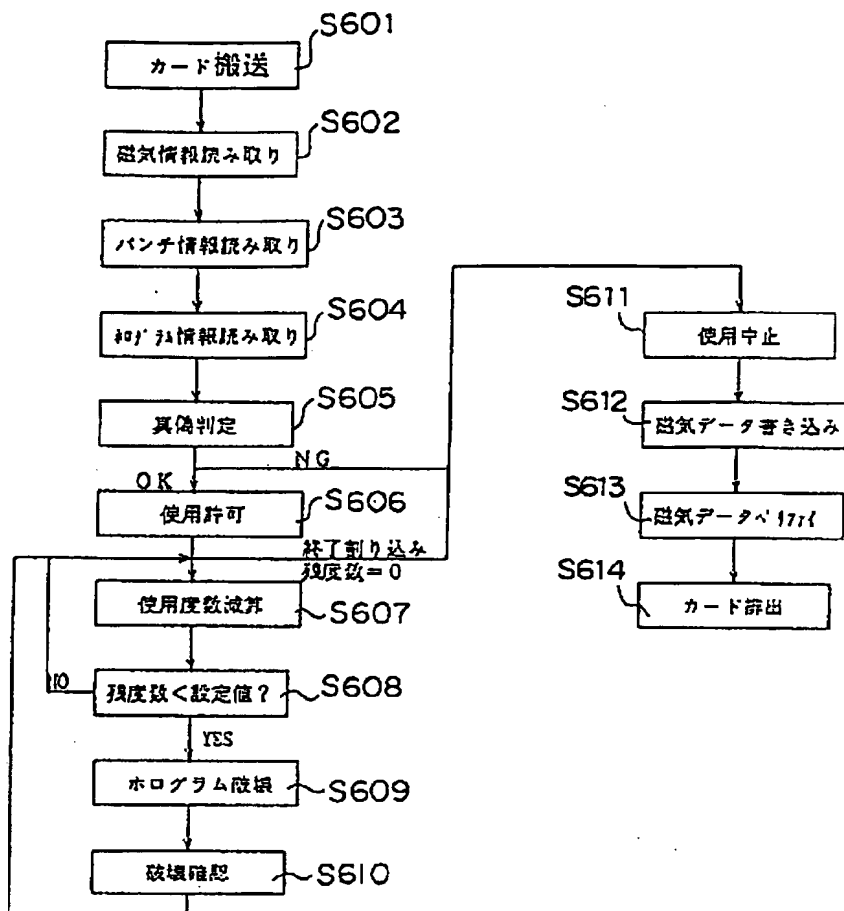 S601
カード搬送
S602
磁気情報読み取り
S603
パンチ情報読み取り
S604
ホログラム情報読み取り
S605
真偽判定
NG
OK
S606
使用許可
終了割り込み
残度数=0
使用度数減算
S607
NO
残度数<設定値?
S608
YES
ホログラム破壊
S609
破壊確認
S610
S611
使用中止
S612
磁気データ書き込み
S613
磁気データベリファイ
S614
カード排出